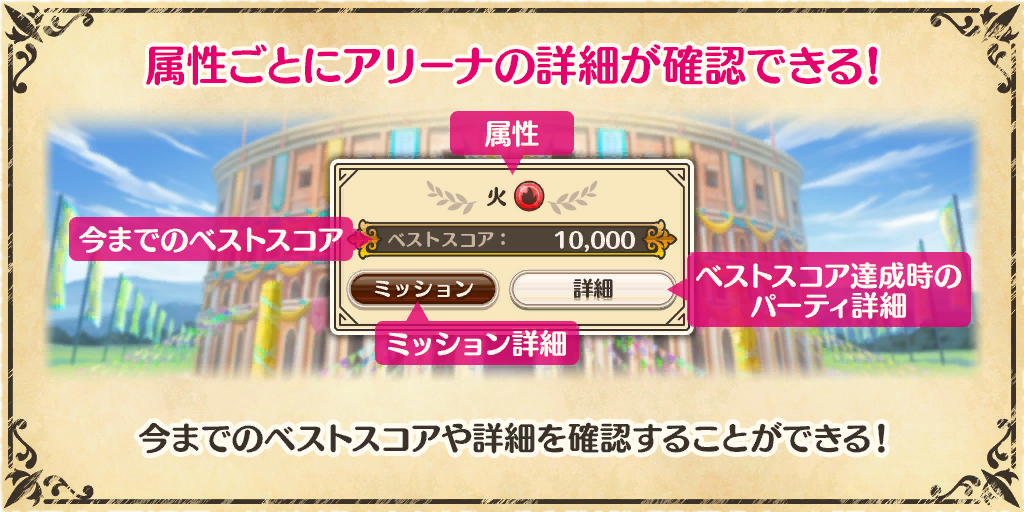 属性ごとにアリーナの詳細が確認できる!
属性
火
今までのベストスコア
ベストスコア: 10,000
ミッション
詳細
ベストスコア達成時の
パーティ詳細
ミッション詳細
今までのベストスコアや詳細を確認することができる!